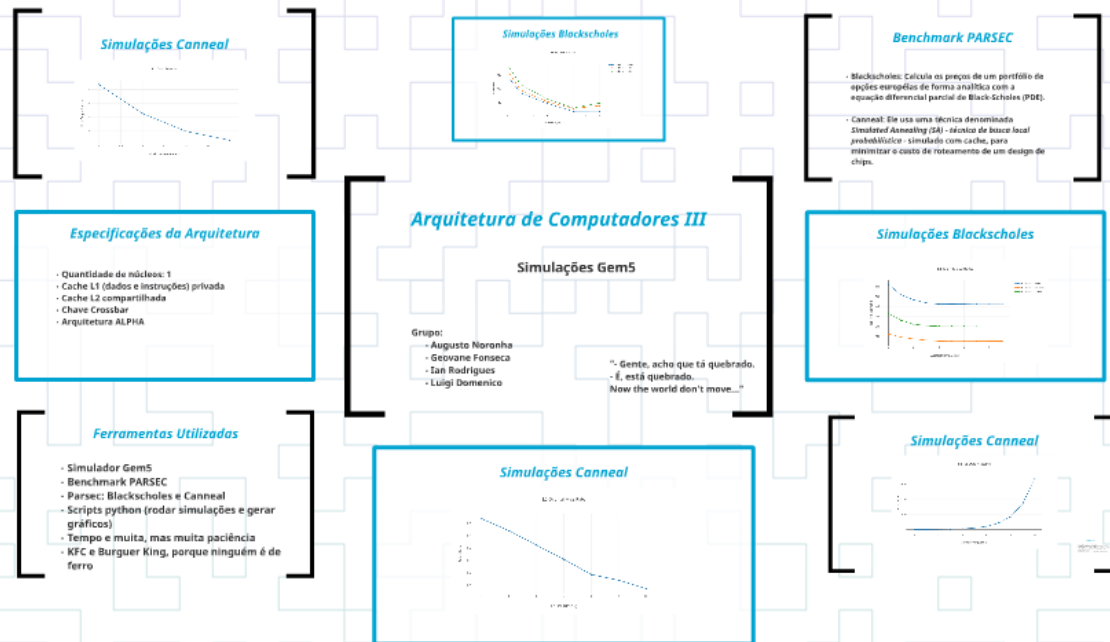 Simulações Canneal
Simulações Blackscholes
Benchmark PARSEC
- Blackscholes: Calcula os preços de um portfólio de
opções européias de forma analítica com a
equação diferencial parcial de Black-Scholes (PDE).
- Canneal: Ele usa uma técnica denominada
Simulated Annealing (SA) - técnica de busca local
probabilística - simulado com cache, para
minimizar o custo de roteamento de um design de
chips.
Especificações da Arquitetura
- Quantidade de núcleos: 1
- Cache L1 (dados e instruções) privada
- Cache L2 compartilhada
- Chave Crossbar
- Arquitetura ALPHA
Arquitetura de Computadores III
Simulações Gem5
Grupo:
- Augusto Noronha
- Geovane Fonseca
- Ian Rodrigues
- Luigi Domenico
"- Gente, acho que tá quebrado.
- É, está quebrado.
Now the world don't move..."
Simulações Blackscholes
Ferramentas Utilizadas
- Simulador Gem5
- Benchmark PARSEC
- Parsec: Blackscholes e Canneal
- Scripts python (rodar simulações e gerar
gráficos)
- Tempo e muita, mas muita paciência
- KFC e Burguer King, porque ninguém é de
ferro
Simulações Canneal
Simulações Canneal